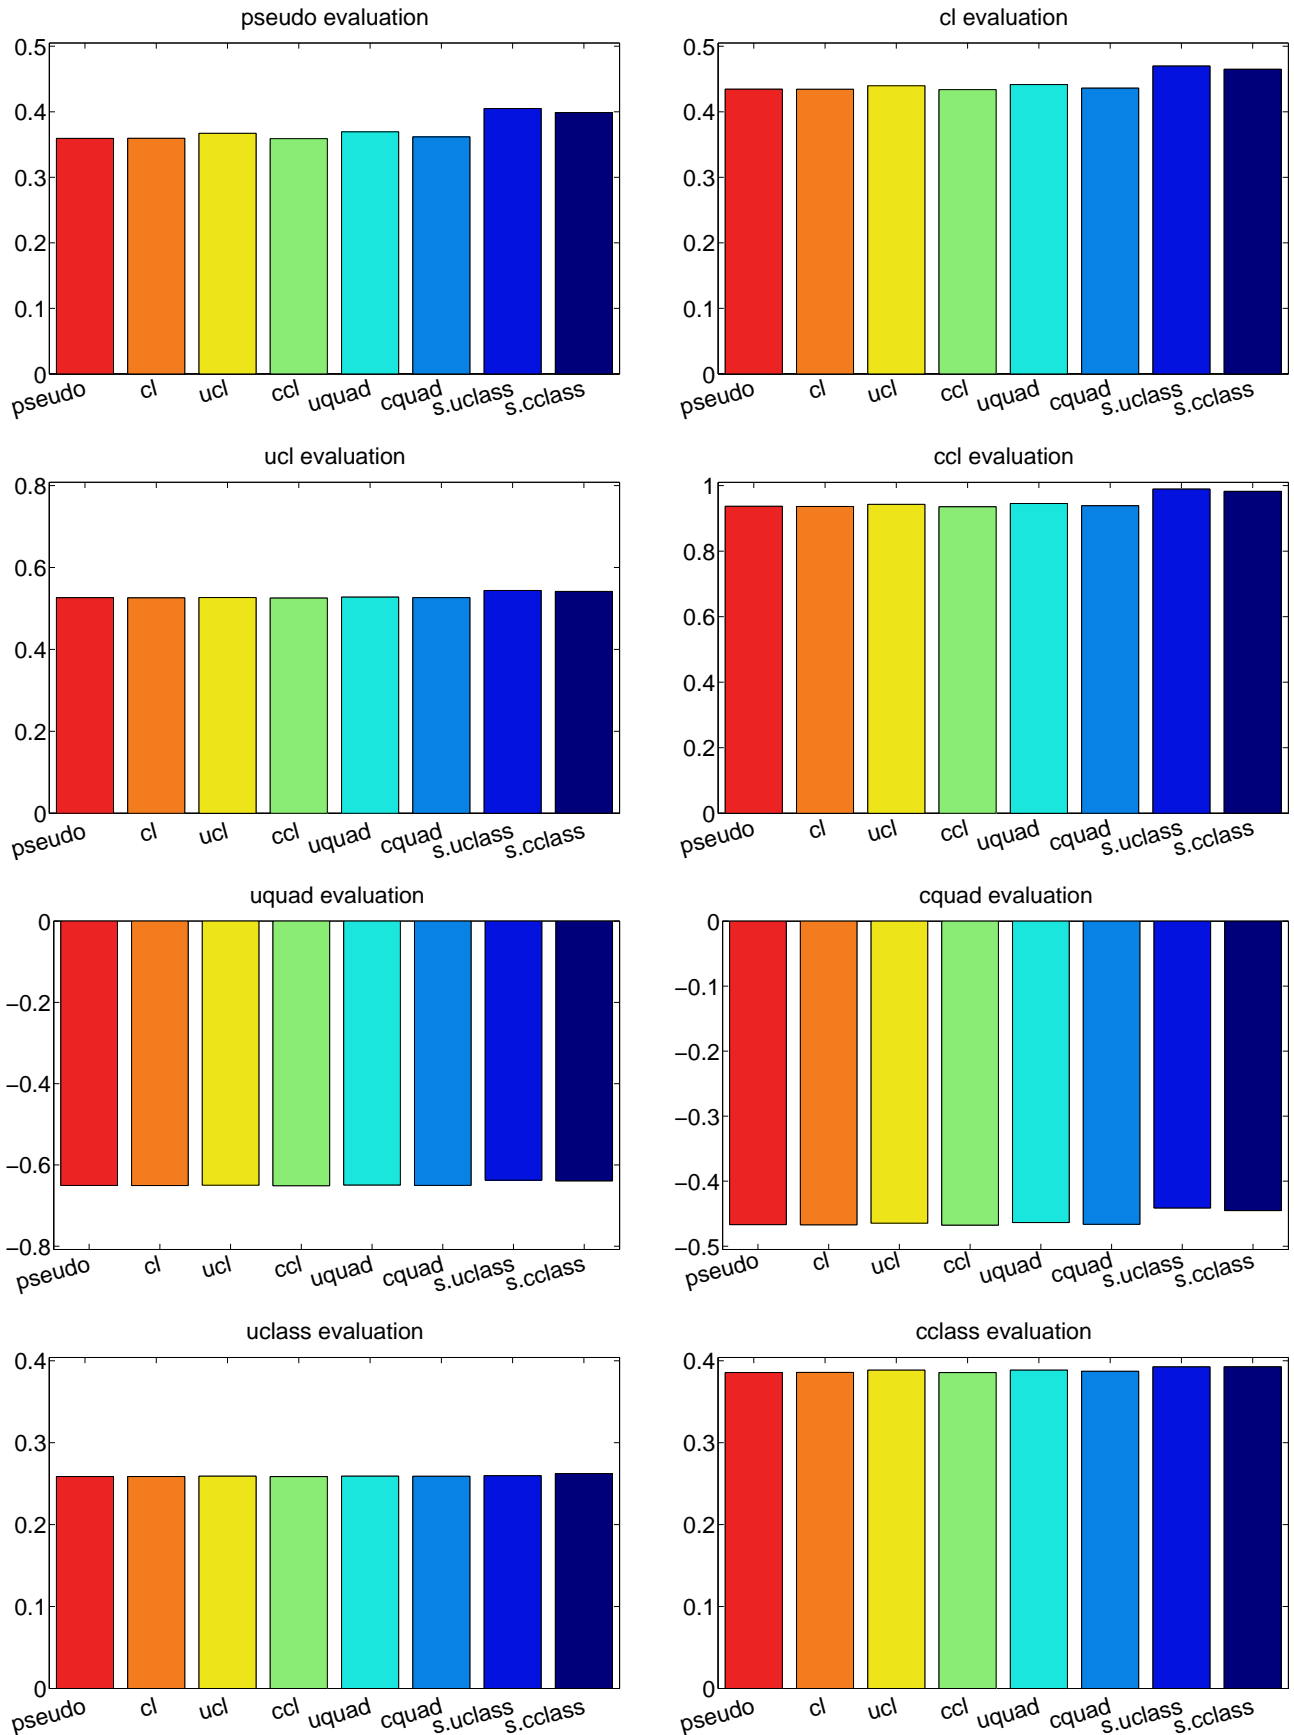 pseudo evaluation
0.5
0.4
0.3
0.2
0.1
0
pseudo cl ucl ccl uquad cquad s.uclass s.cclass
cl evaluation
0.5
0.4
0.3
0.2
0.1
0
pseudo cl ucl ccl uquad cquad s.uclass s.cclass
ucl evaluation
0.8
0.6
0.4
0.2
0
pseudo cl ucl ccl uquad cquad s.uclass s.cclass
ccl evaluation
1
0.8
0.6
0.4
0.2
0
pseudo cl ucl ccl uquad cquad s.uclass s.cclass
uquad evaluation
0
−0.2
−0.4
−0.6
−0.8
pseudo cl ucl ccl uquad cquad s.uclass s.cclass
cquad evaluation
0
−0.1
−0.2
−0.3
−0.4
−0.5
pseudo cl ucl ccl uquad cquad s.uclass s.cclass
uclass evaluation
0.4
0.3
0.2
0.1
0
pseudo cl ucl ccl uquad cquad s.uclass s.cclass
cclass evaluation
0.4
0.3
0.2
0.1
0
pseudo cl ucl ccl uquad cquad s.uclass s.cclass